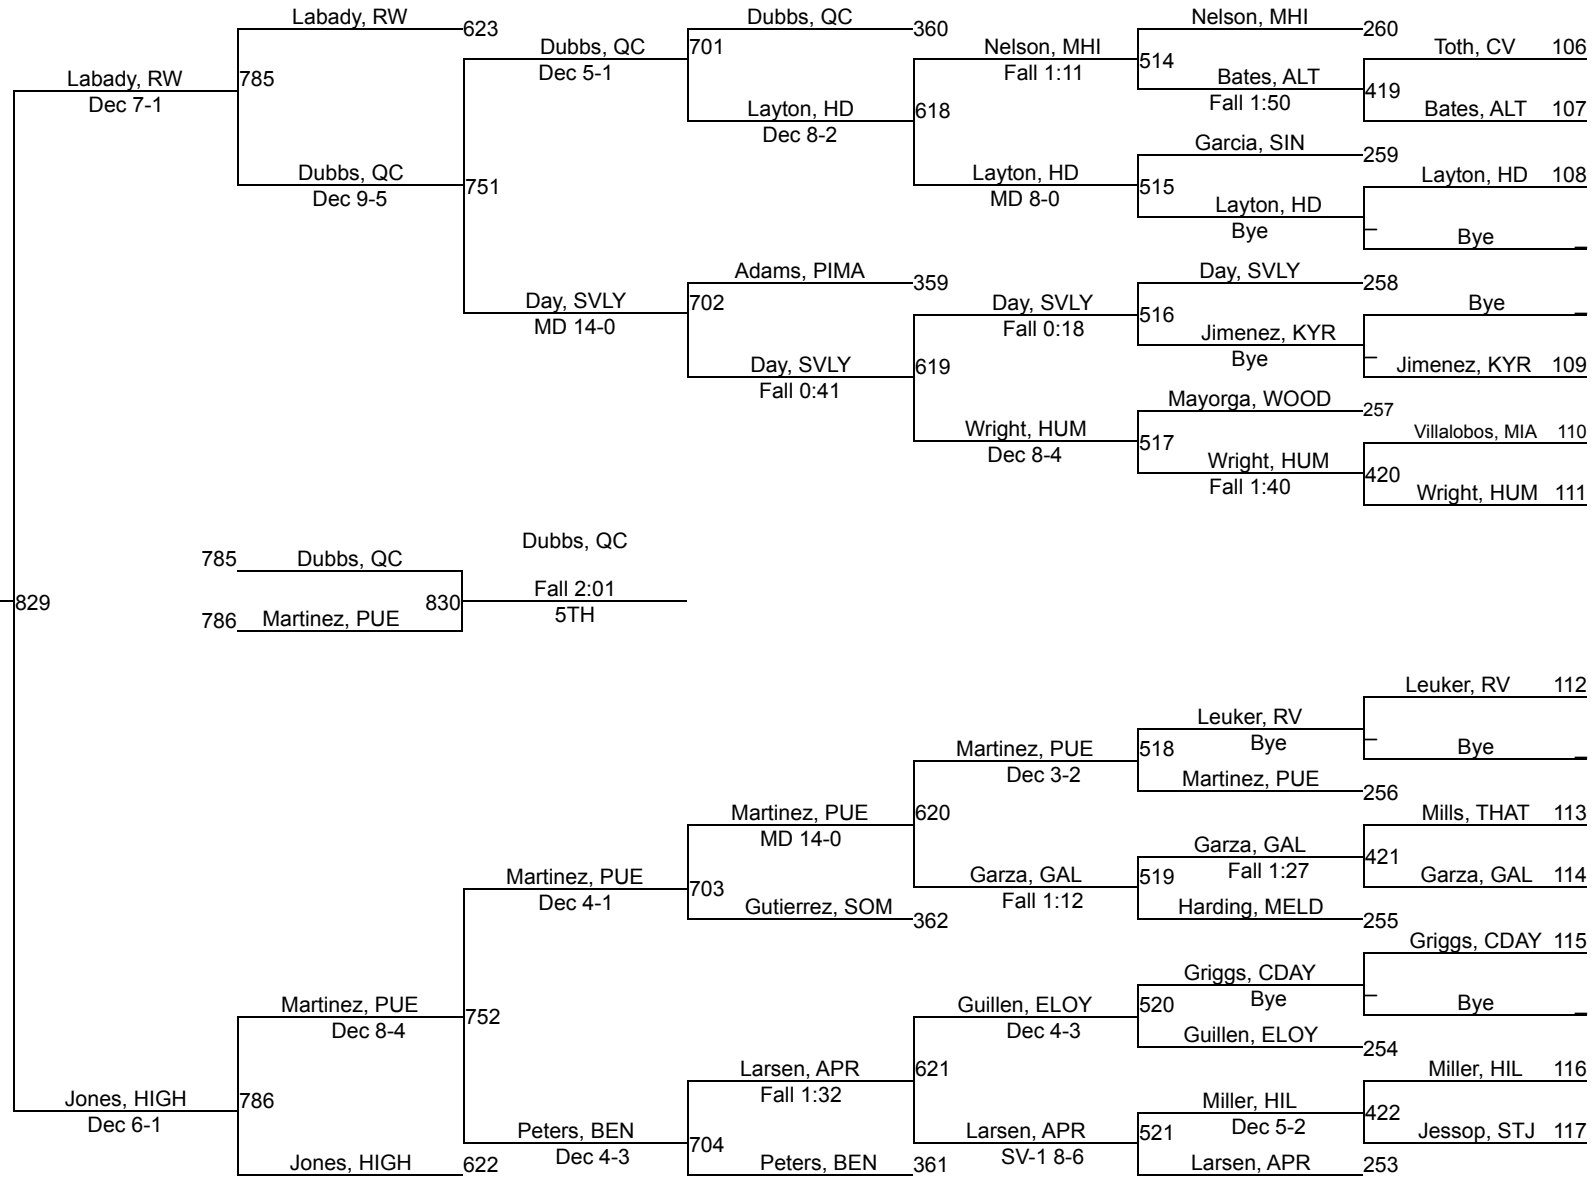 Labady, RW
623
Dubbs, QC
360
Nelson, MHI
260
Dubbs, QC
701
Nelson, MHI
514
Toth, CV 106
Labady, RW
785
Dec 5-1
Fall 1:11
Bates, ALT
419
Dec 7-1
Layton, HD
618
Fall 1:50
Bates, ALT 107
Dec 8-2
Garcia, SIN
259
Dubbs, QC
751
Layton, HD
515
Layton, HD 108
Dec 9-5
MD 8-0
Layton, HD
Bye
_
Bye _
Adams, PIMA
359
Day, SVLY
258
Day, SVLY
702
Day, SVLY
516
Bye _
MD 14-0
Fall 0:18
Jimenez, KYR
_
Day, SVLY
619
Bye
Jimenez, KYR 109
Fall 0:41
Mayorga, WOOD
257
Wright, HUM
517
Villalobos, MIA 110
Dec 8-4
Wright, HUM
420
Fall 1:40
Wright, HUM 111
Dubbs, QC
785 Dubbs, QC
Fall 2:01
829
830
5TH
786 Martinez, PUE
Leuker, RV 112
Leuker, RV
Martinez, PUE
518
Bye
_
Bye _
Dec 3-2
Martinez, PUE
256
Martinez, PUE
620
Mills, THAT 113
MD 14-0
Garza, GAL
421
Martinez, PUE
703
Garza, GAL
519
Fall 1:27
Garza, GAL 114
Dec 4-1
Gutierrez, SOM
362
Fall 1:12
Harding, MELD
255
Griggs, CDAY 115
Griggs, CDAY
Martinez, PUE
752
Guillen, ELOY
520
Bye
_
Bye _
Dec 8-4
Dec 4-3
Guillen, ELOY
254
Larsen, APR
621
Miller, HIL 116
Jones, HIGH
786
Fall 1:32
Miller, HIL
422
Dec 6-1
Peters, BEN
704
Larsen, APR
521
Dec 5-2
Jessop, STJ 117
Jones, HIGH
622
Dec 4-3
Peters, BEN
361
SV-1 8-6
Larsen, APR
253